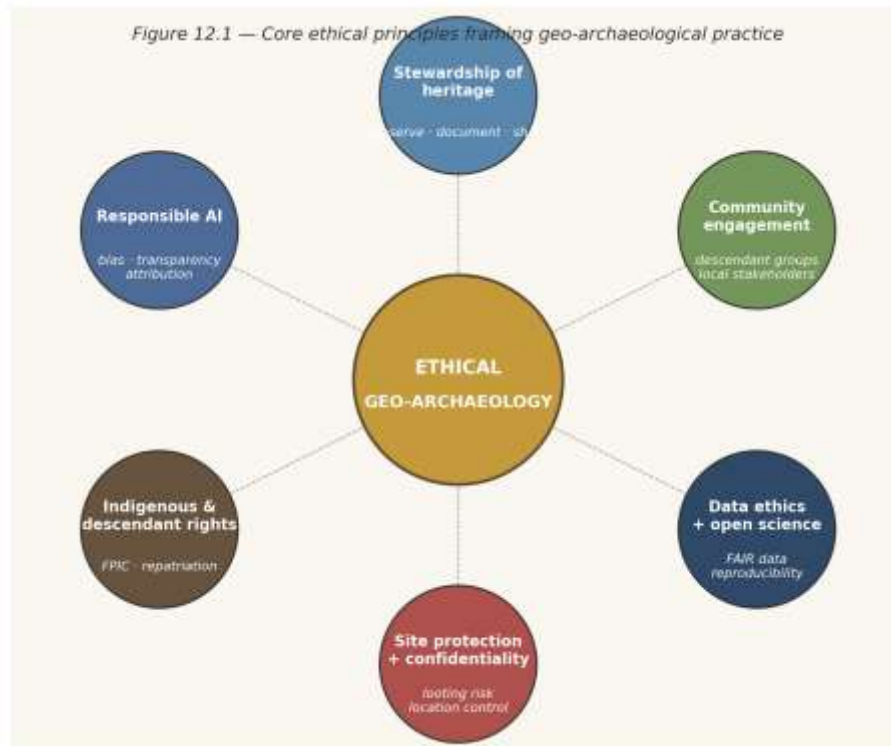 Figure 12.1 — Core ethical principles framing geo-archaeological practice
Stewardship of
heritage
serve · document · sh
Responsible AI
bias · transparency
attribution
Community
engagement
descendant groups
local stakeholders
ETHICAL
GEO-ARCHAEOLOGY
Indigenous &
descendant rights
FPIC · repatriation
Data ethics
+ open science
FAIR data
reproducibility
Site protection
+ confidentiality
looting risk
location control